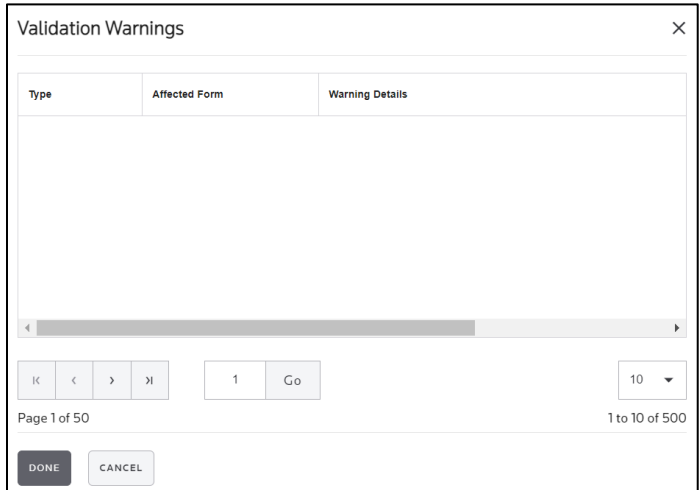 Validation Warnings
Type Affected Form Warning Details
1 Go 10
Page 1 of 50 1 to 10 of 500
DONE CANCEL